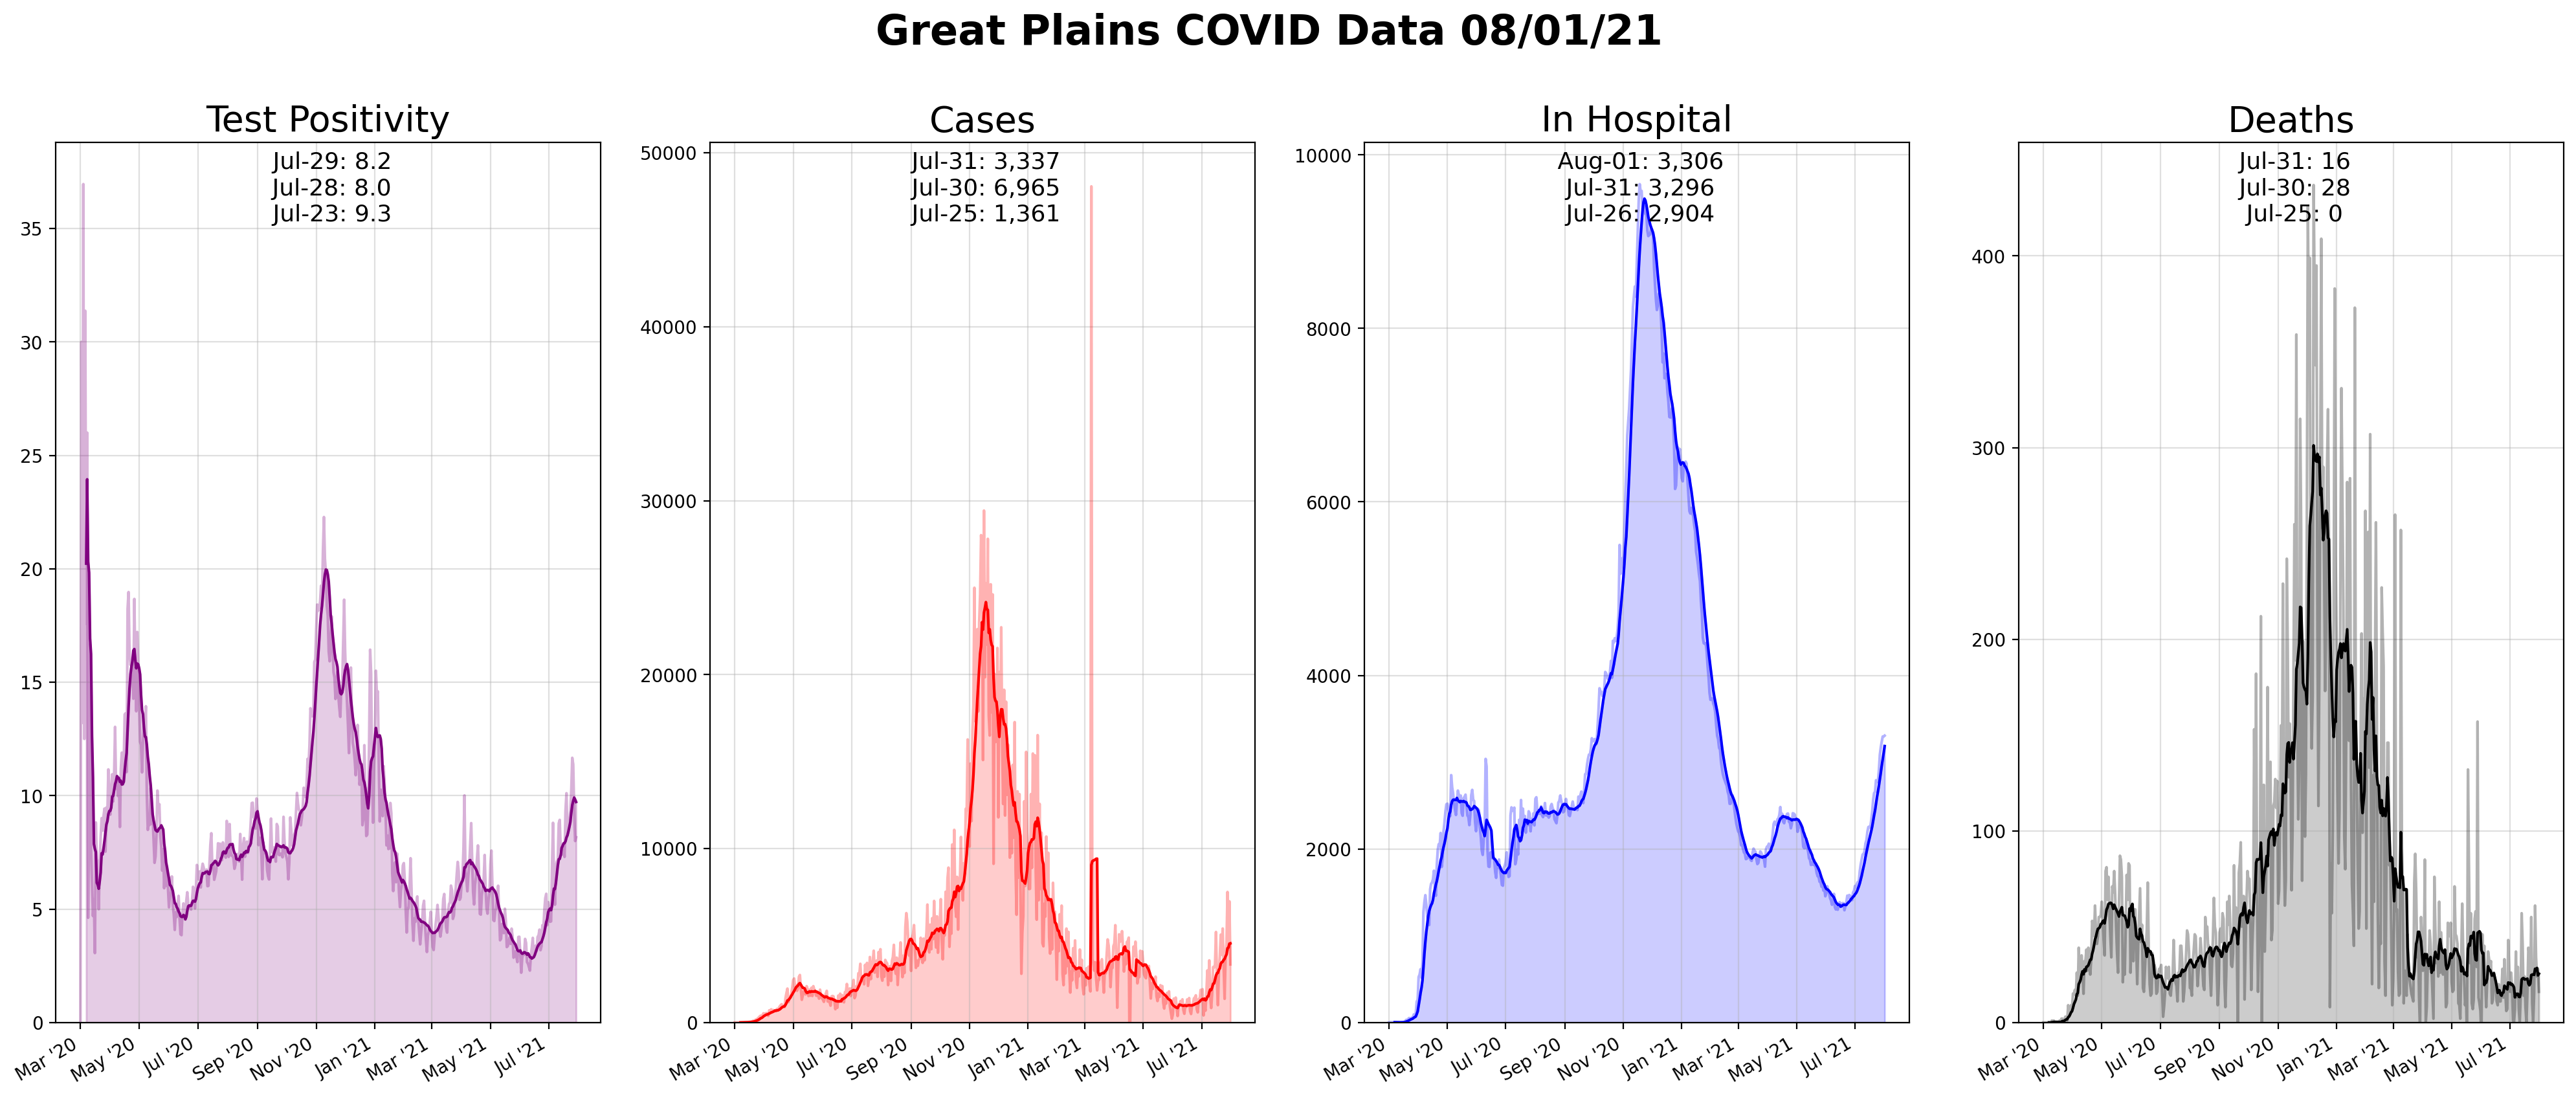 Great Plains COVID Data 08/01/21
Test Positivity
Jul-29: 8.2
Jul-28: 8.0
Jul-23: 9.3
35
30
25
20
15
10
5
0
Mar '20
May '20
Jul '20
Sep '20
Nov '20
Jan '21
Mar '21
May '21
Jul '21
Cases
Jul-31: 3,337
Jul-30: 6,965
Jul-25: 1,361
50000
40000
30000
20000
10000
0
Mar '20
May '20
Jul '20
Sep '20
Nov '20
Jan '21
Mar '21
May '21
Jul '21
In Hospital
Aug-01: 3,306
Jul-31: 3,296
Jul-26: 2,904
10000
8000
6000
4000
2000
0
Mar '20
May '20
Jul '20
Sep '20
Nov '20
Jan '21
Mar '21
May '21
Jul '21
Deaths
Jul-31: 16
Jul-30: 28
Jul-25: 0
400
300
200
100
0
Mar '20
May '20
Jul '20
Sep '20
Nov '20
Jan '21
Mar '21
May '21
Jul '21